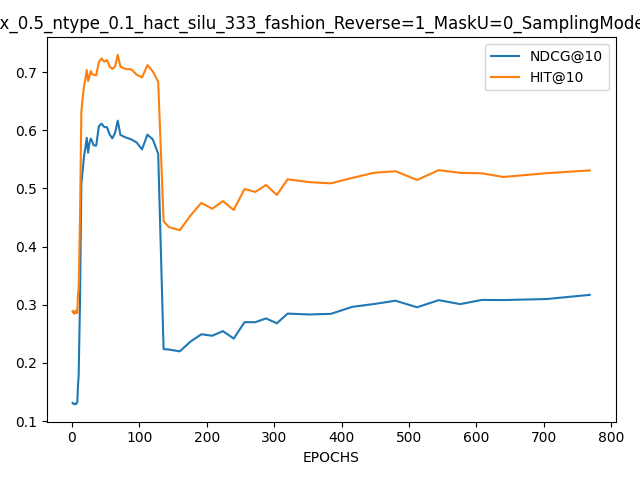 x_0.5_ntype_0.1_hact_silu_333_fashion_Reverse=1_MaskU=0_SamplingMode
NDCG@10
HIT@10
0.7
0.6
0.5
0.4
0.3
0.2
0.1
0 100 200 300 400 500 600 700 800
EPOCHS